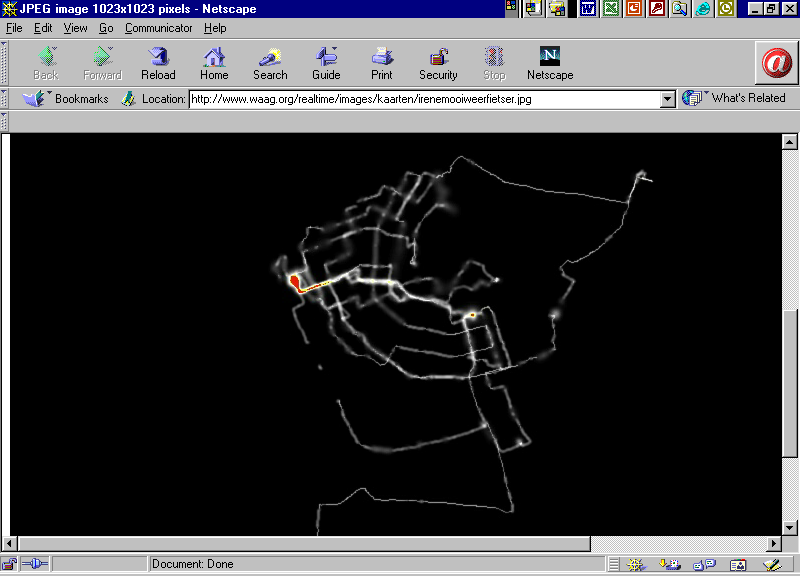 JPEG image 1023x1023 pixels - Netscape
File Edit View Go Communicator Help
Back Forward Reload Home Search Guide Print Security Stop Netscape
N
Bookmarks Location: http://www.waag.org/realtime/images/kaarten/irenemooiweerfietser.jpg What's Related
Document: Done